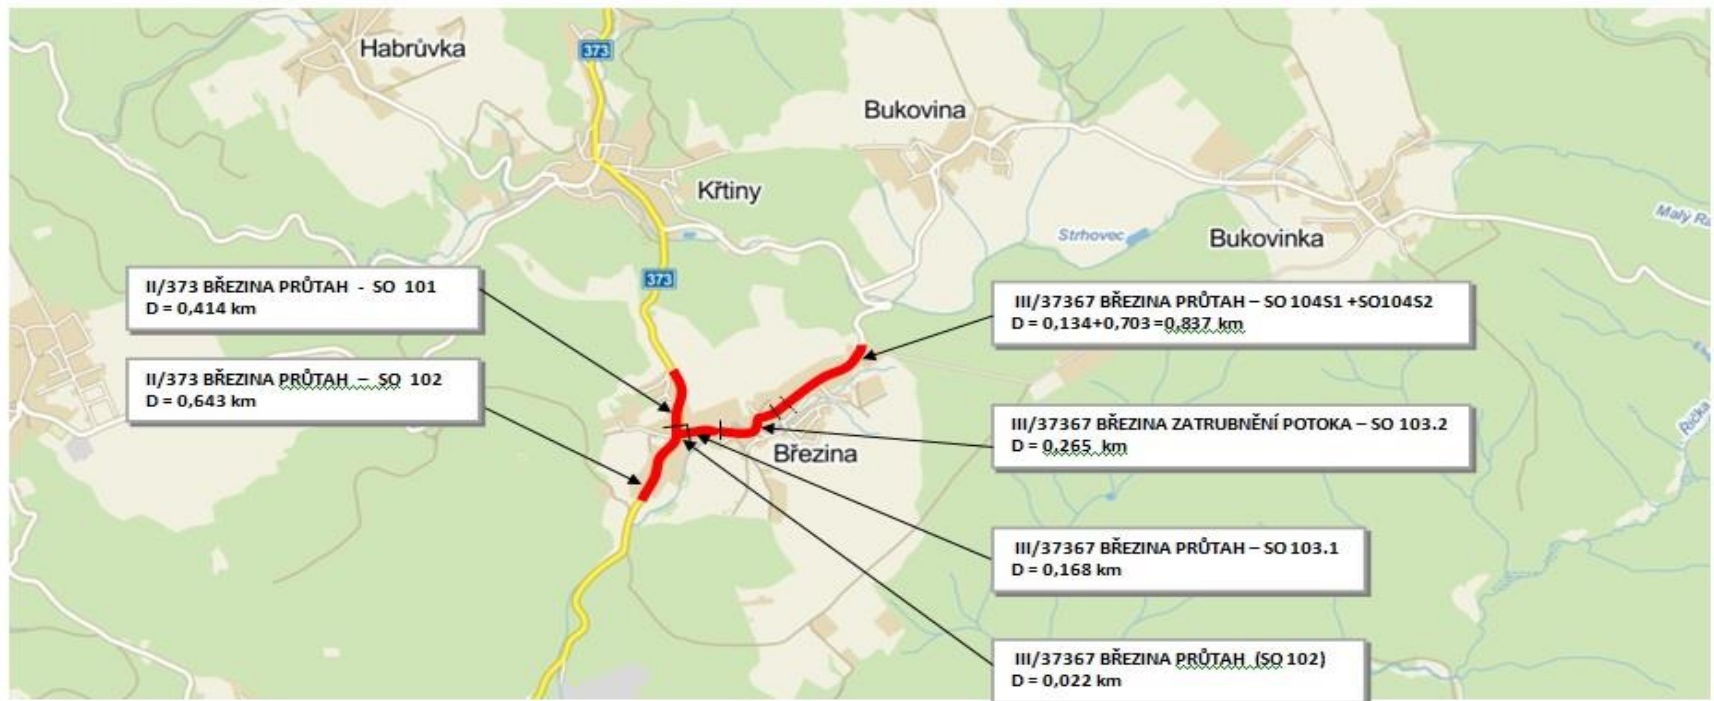 Habrůvka
373
Bukovina
Křtiny
Strhovec
Bukovinka
373
II/373 BŘEZINA PRŮTAH - SO 101
D = 0,414 km
II/373 BŘEZINA PRŮTAH – SO 102
D = 0,643 km
III/37367 BŘEZINA PRŮTAH – SO 104S1 +SO104S2
D = 0,134+0,703=0,837 km
III/37367 BŘEZINA ZATRUBNĚNÍ POTOKA – SO 103.2
D = 0,265 km
Březina
Říčka
III/37367 BŘEZINA PRŮTAH – SO 103.1
D = 0,168 km
III/37367 BŘEZINA PRŮTAH (SO 102)
D = 0,022 km